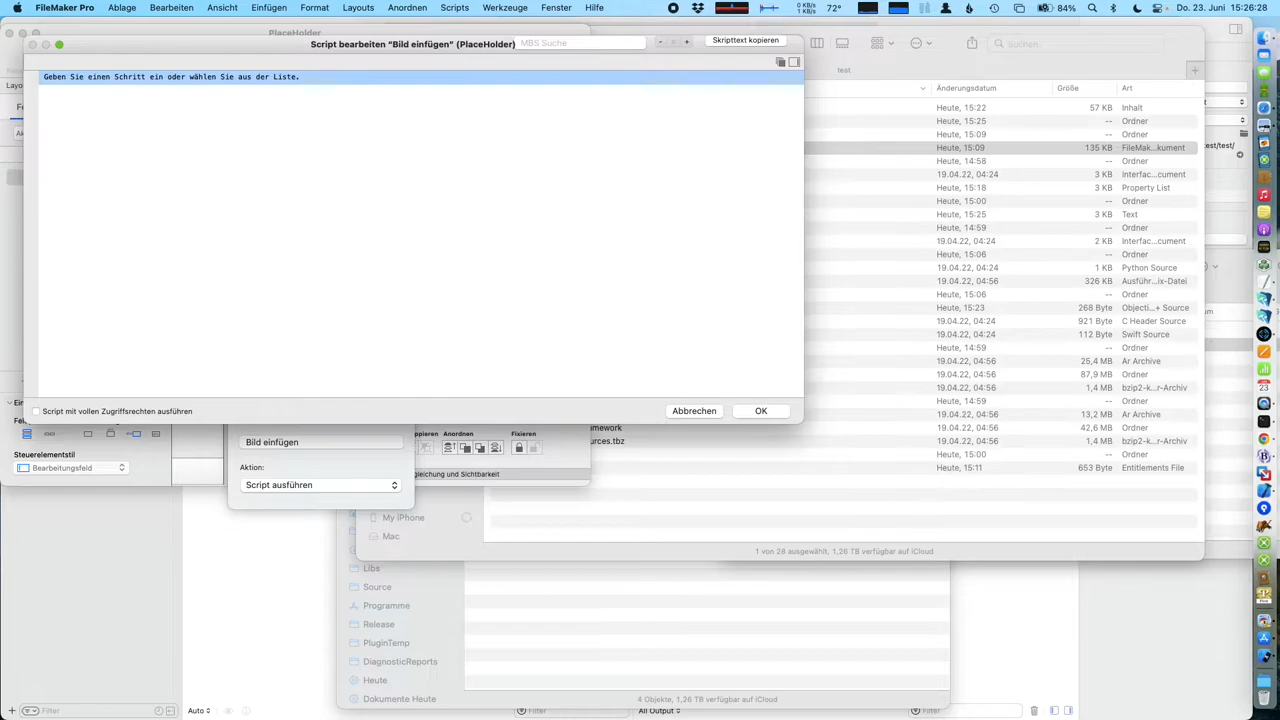 FileMaker Pro Ablage Bearbeiten Ansicht Einfügen Format Layouts Anordnen Scripts Werkzeuge Fenster Hilfe 0 KB/s 72° 84% Do. 23. Juni 15:26:28
PlaceHolder
Script bearbeiten “Bild einfügen” (PlaceHolder)
MBS Suche
Skripttext kopieren
Suchen
test
Geben Sie einen Schritt ein oder wählen Sie aus der Liste.
Änderungsdatum Größe Art
Heute, 15:22 57 KB Inhalt
Heute, 15:25 -- Ordner
Heute, 15:09 -- Ordner
Heute, 15:09 135 KB FileMak...kument
Heute, 14:58 -- Ordner
19.04.22, 04:24 3 KB Interfac...cument
Heute, 15:18 3 KB Property List
Heute, 15:00 -- Ordner
Heute, 15:25 3 KB Text
Heute, 14:59 -- Ordner
19.04.22, 04:24 2 KB Interfac...cument
Heute, 15:06 -- Ordner
19.04.22, 04:24 1 KB Python Source
19.04.22, 04:56 326 KB Ausführ...ix-Datei
Heute, 15:06 -- Ordner
Heute, 15:23 268 Byte Objecti...+ Source
19.04.22, 04:24 921 Byte C Header Source
19.04.22, 04:24 112 Byte Swift Source
Heute, 14:59 -- Ordner
19.04.22, 04:56 25,4 MB Ar Archive
19.04.22, 04:56 87,9 MB Ordner
19.04.22, 04:56 1,4 MB bzip2-k...r-Archiv
Heute, 14:59 -- Ordner
19.04.22, 04:56 13,2 MB Ar Archive
19.04.22, 04:56 42,6 MB Ordner
19.04.22, 04:56 1,4 MB bzip2-k...r-Archiv
Heute, 15:00 -- Ordner
Heute, 15:11 653 Byte Entitlements File
Script mit vollen Zugriffsrechten ausführen
Abbrechen OK
Bild einfügen
Anordnen Fixieren
Steuerelementstil
Bearbeitungsfeld
Aktion:
Script ausführen
gleichung und Sichtbarkeit
My iPhone
Mac
1 von 28 ausgewählt, 1,26 TB verfügbar auf iCloud
Libs
Source
Programme
Release
PluginTemp
DiagnosticReports
Heute
Dokumente Heute
4 Objekte, 1,26 TB verfügbar auf iCloud
Filter
Auto
Filter
All Output
Filter